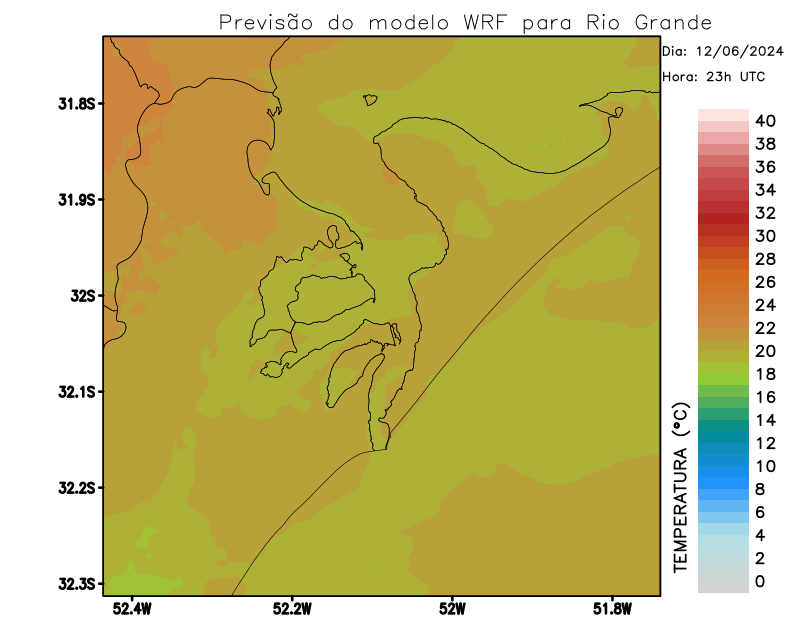 Previsão do modelo WRF para Rio Grande
Dia: 12/06/2024
Hora: 23h UTC
31.8S
31.9S
32S
32.1S
32.2S
32.3S
52.4W
52.2W
52W
51.8W
TEMPERATURA (°C)
40
38
36
34
32
30
28
26
24
22
20
18
16
14
12
10
8
6
4
2
0